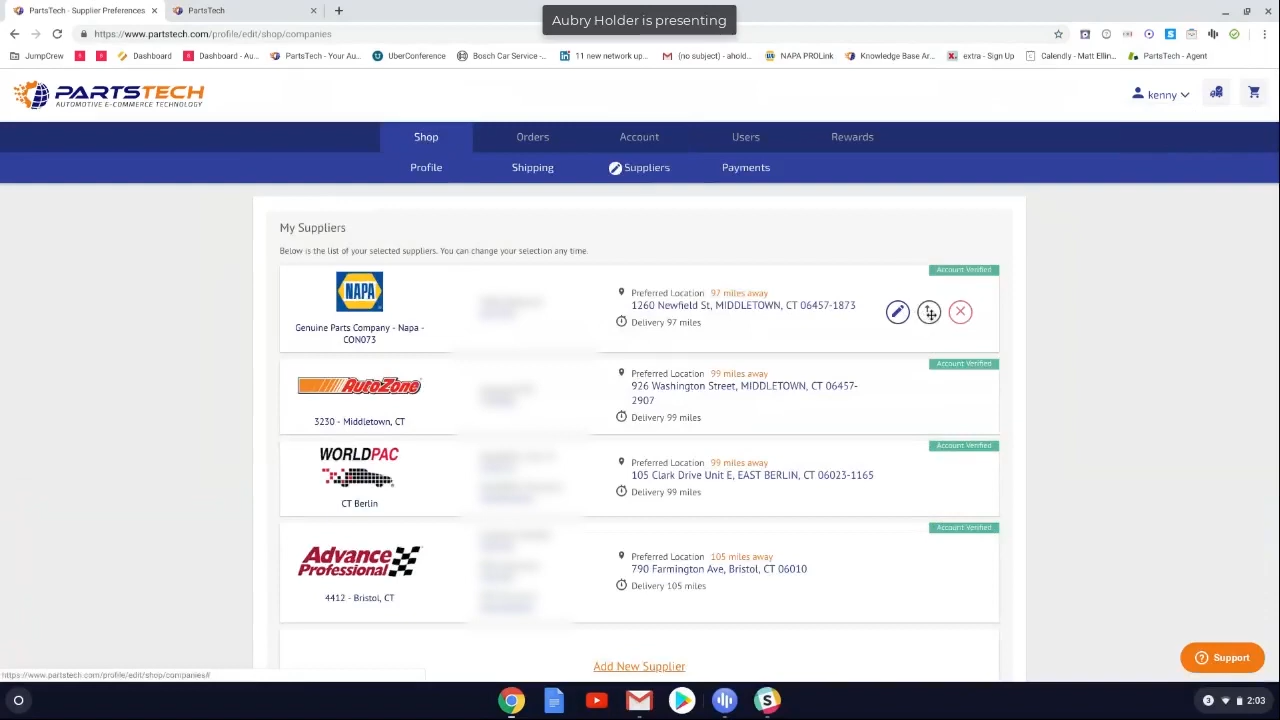 PartsTech - Supplier Preferences
PartsTech
Aubry Holder is presenting
https://www.partstech.com/profile/edit/shop/companies
JumpCrew
Dashboard
Dashboard - Au...
PartsTech - Your Au...
UberConference
Bosch Car Service -...
11 new network up...
(no subject) - ahold...
NAPA PROLink
Knowledge Base Ar...
extra - Sign Up
Calendly - Matt Ellin...
PartsTech - Agent
PARTSTECH
AUTOMOTIVE E-COMMERCE TECHNOLOGY
kenny
Shop
Orders
Account
Users
Rewards
Profile
Shipping
Suppliers
Payments
My Suppliers
Below is the list of your selected suppliers. You can change your selection any time.
Account Verified
NAPA
Genuine Parts Company - Napa -
CON073
Preferred Location 97 miles away
1260 Newfield St, MIDDLETOWN, CT 06457-1873
Delivery 97 miles
Account Verified
AutoZone
3230 - Middletown, CT
Preferred Location 99 miles away
926 Washington Street, MIDDLETOWN, CT 06457-
2907
Delivery 99 miles
Account Verified
WORLDPAC
CT Berlin
Preferred Location 99 miles away
105 Clark Drive Unit E, EAST BERLIN, CT 06023-1165
Delivery 99 miles
Account Verified
Advance
Professional
4412 - Bristol, CT
Preferred Location 105 miles away
790 Farmington Ave, Bristol, CT 06010
Delivery 105 miles
Add New Supplier
Support
https://www.partstech.com/profile/edit/shop/companies#
2:03